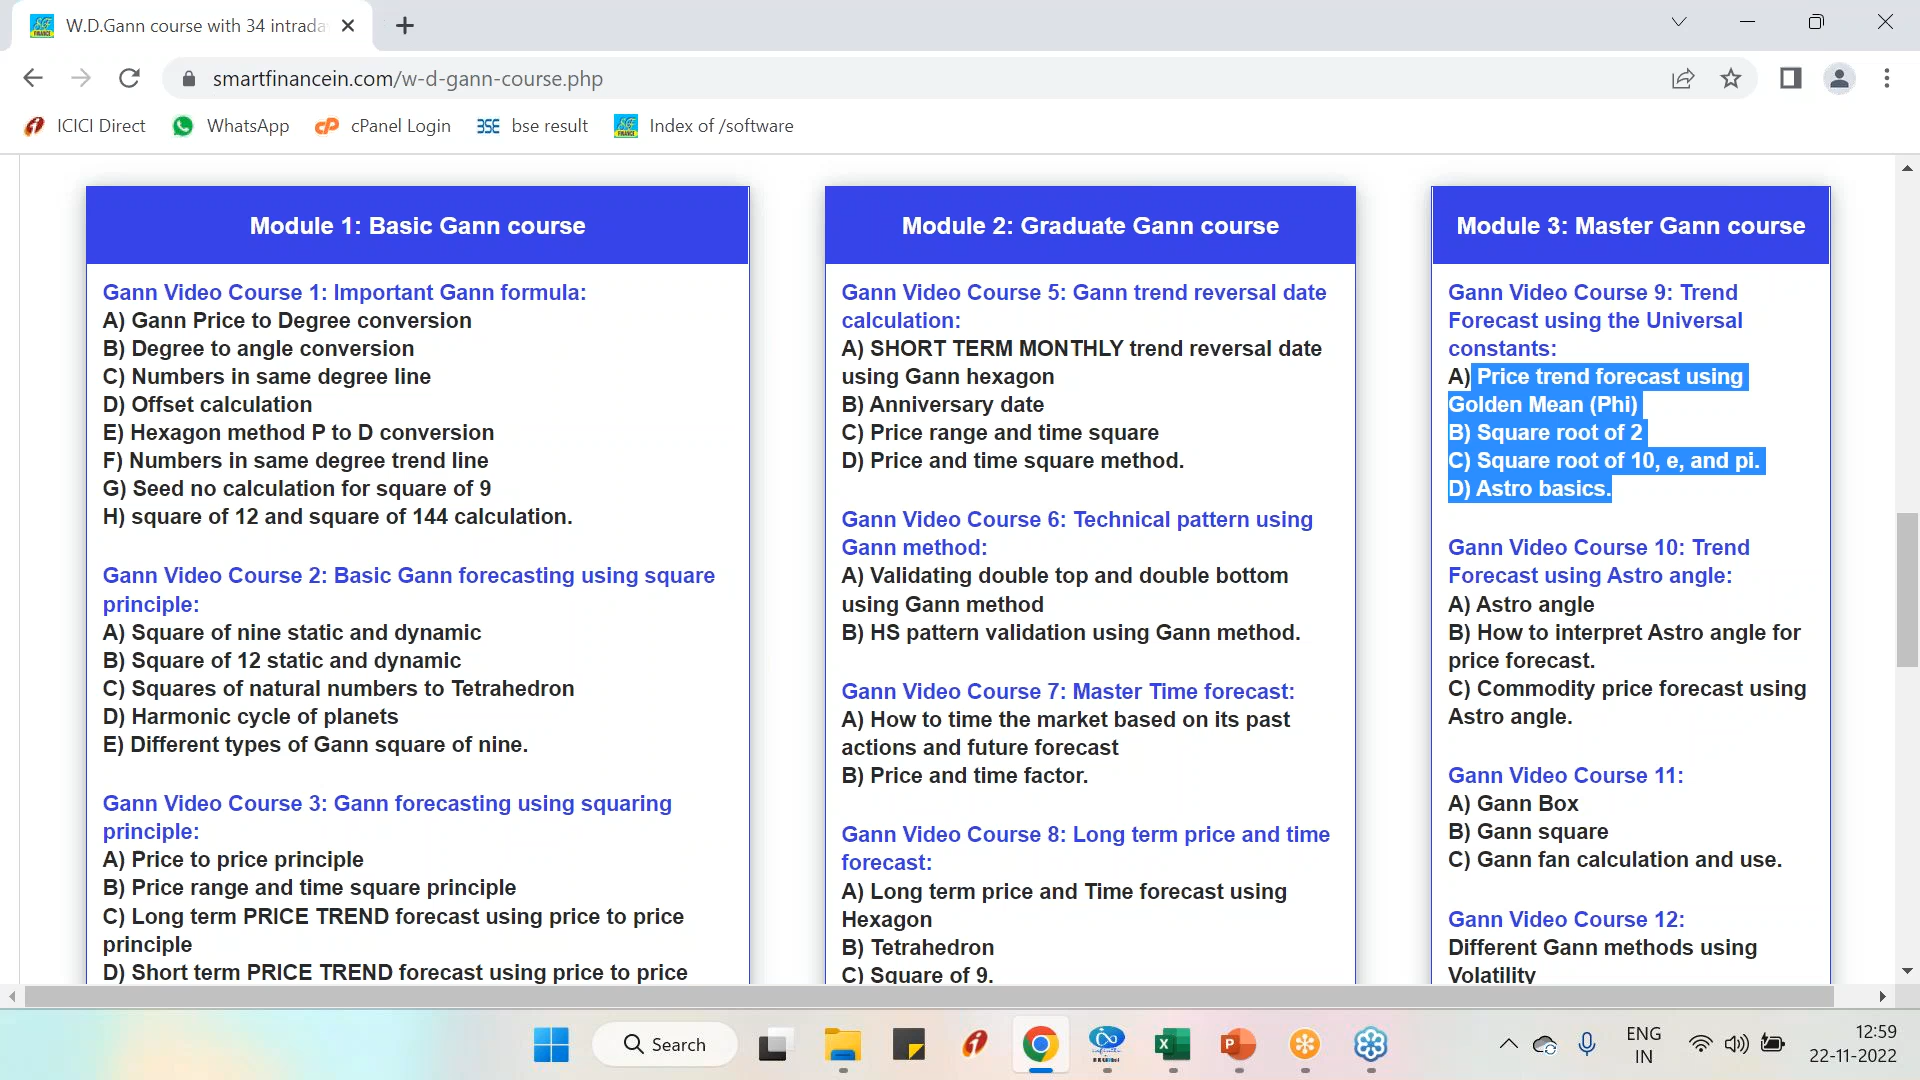 W.D.Gann course with 34 intrada
smartfinancein.com/w-d-gann-course.php
ICICI Direct
WhatsApp
cPanel Login
bse result
Index of /software
Module 1: Basic Gann course
Gann Video Course 1: Important Gann formula:
A) Gann Price to Degree conversion
B) Degree to angle conversion
C) Numbers in same degree line
D) Offset calculation
E) Hexagon method P to D conversion
F) Numbers in same degree trend line
G) Seed no calculation for square of 9
H) square of 12 and square of 144 calculation.
Gann Video Course 2: Basic Gann forecasting using square
principle:
A) Square of nine static and dynamic
B) Square of 12 static and dynamic
C) Squares of natural numbers to Tetrahedron
D) Harmonic cycle of planets
E) Different types of Gann square of nine.
Gann Video Course 3: Gann forecasting using squaring
principle:
A) Price to price principle
B) Price range and time square principle
C) Long term PRICE TREND forecast using price to price
principle
D) Short term PRICE TREND forecast using price to price
Module 2: Graduate Gann course
Gann Video Course 5: Gann trend reversal date
calculation:
A) SHORT TERM MONTHLY trend reversal date
using Gann hexagon
B) Anniversary date
C) Price range and time square
D) Price and time square method.
Gann Video Course 6: Technical pattern using
Gann method:
A) Validating double top and double bottom
using Gann method
B) HS pattern validation using Gann method.
Gann Video Course 7: Master Time forecast:
A) How to time the market based on its past
actions and future forecast
B) Price and time factor.
Gann Video Course 8: Long term price and time
forecast:
A) Long term price and Time forecast using
Hexagon
B) Tetrahedron
C) Square of 9.
Module 3: Master Gann course
Gann Video Course 9: Trend
Forecast using the Universal
constants:
A) Price trend forecast using
Golden Mean (Phi)
B) Square root of 2
C) Square root of 10, e, and pi.
D) Astro basics.
Gann Video Course 10: Trend
Forecast using Astro angle:
A) Astro angle
B) How to interpret Astro angle for
price forecast.
C) Commodity price forecast using
Astro angle.
Gann Video Course 11:
A) Gann Box
B) Gann square
C) Gann fan calculation and use.
Gann Video Course 12:
Different Gann methods using
Volatility
Search
ENG
IN
12:59
22-11-2022